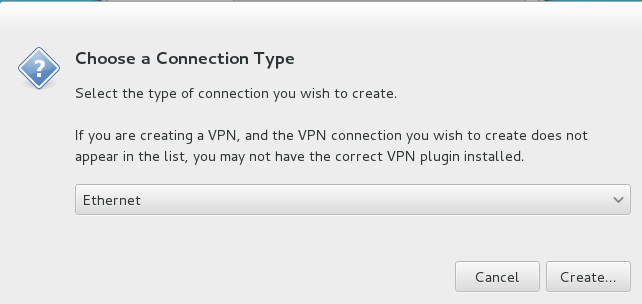 Choose a Connection Type
Select the type of connection you wish to create.
If you are creating a VPN, and the VPN connection you wish to create does not
appear in the list, you may not have the correct VPN plugin installed.
Ethernet
Cancel
Create...